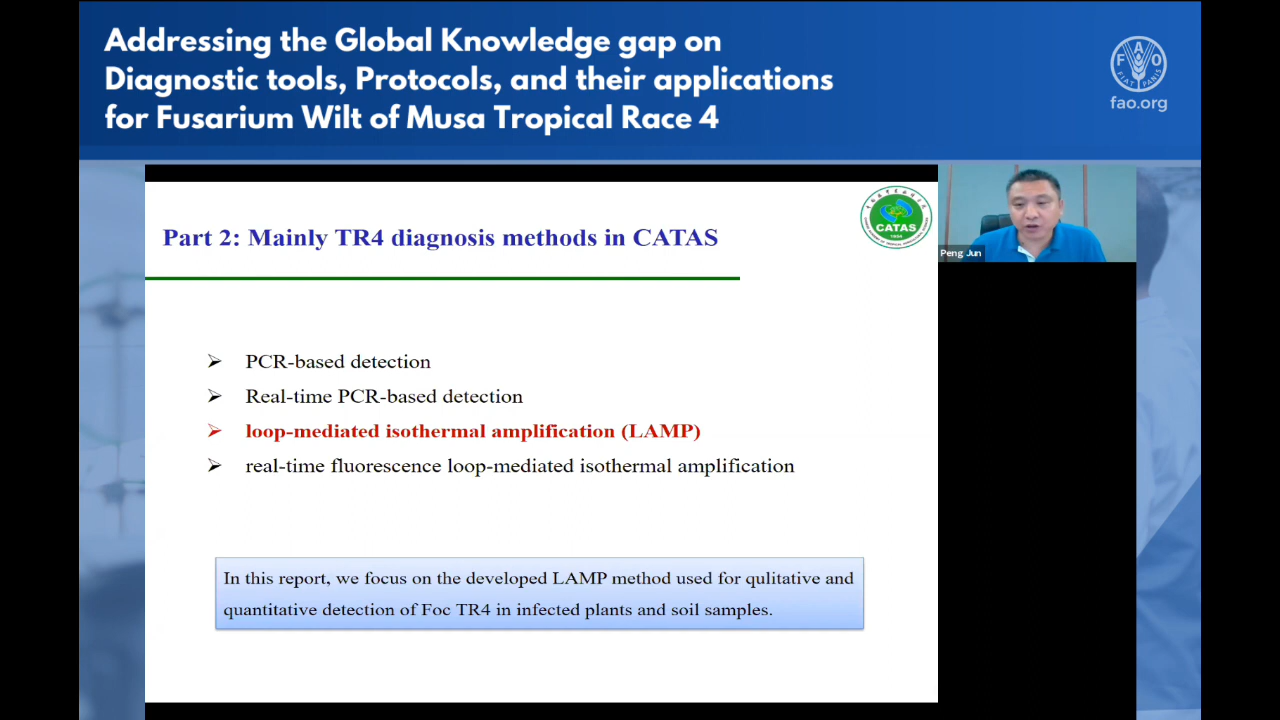 Addressing the Global Knowledge gap on
Diagnostic tools, Protocols, and their applications
for Fusarium Wilt of Musa Tropical Race 4
FAO
FIAT PANIS
fao.org
Part 2: Mainly TR4 diagnosis methods in CATAS
CATAS
Peng Jun
PCR-based detection
Real-time PCR-based detection
loop-mediated isothermal amplification (LAMP)
real-time fluorescence loop-mediated isothermal amplification
In this report, we focus on the developed LAMP method used for qulitative and
quantitative detection of Foc TR4 in infected plants and soil samples.